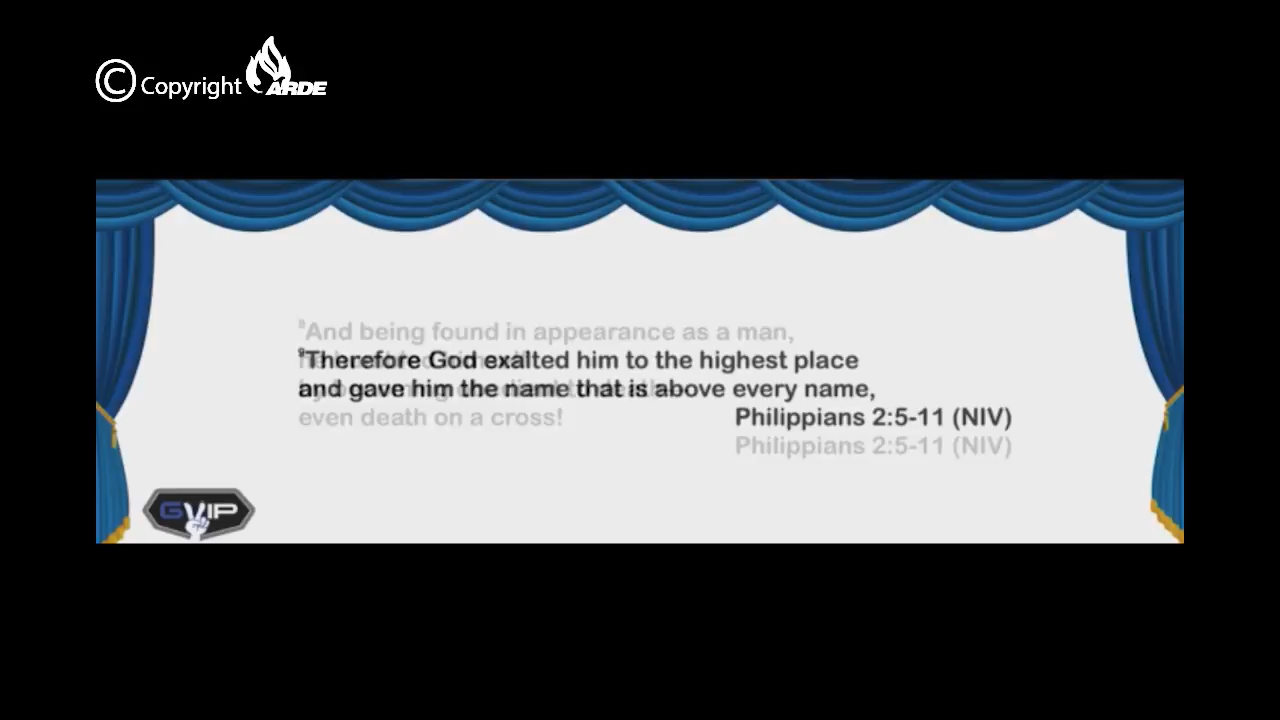 © Copyright ARDE
⁸And being found in appearance as a man,
⁹Therefore God exalted him to the highest place
and gave him the name that is above every name,
even death on a cross!
Philippians 2:5-11 (NIV)
Philippians 2:5-11 (NIV)
GVIP